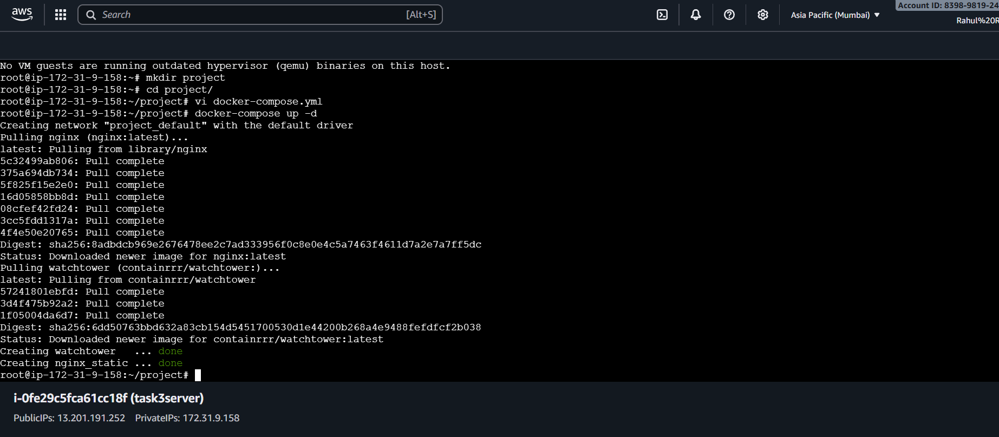 aws
Search [Alt+S]
Asia Pacific (Mumbai)
Account ID: 8398-9819-24
Rahul%20R
No VM guests are running outdated hypervisor (qemu) binaries on this host.
root@ip-172-31-9-158:~# mkdir project
root@ip-172-31-9-158:~# cd project/
root@ip-172-31-9-158:~/project# vi docker-compose.yml
root@ip-172-31-9-158:~/project# docker-compose up -d
Creating network "project_default" with the default driver
Pulling nginx (nginx:latest)...
latest: Pulling from library/nginx
5c32499ab806: Pull complete
375a694db734: Pull complete
5f825f15e2e0: Pull complete
16d05858bb8d: Pull complete
08cfef42fd24: Pull complete
3cc5fdd1317a: Pull complete
4f4e50e20765: Pull complete
Digest: sha256:8adbdcb969e2676478ee2c7ad333956f0c8e0e4c5a7463f4611d7a2e7a7ff5dc
Status: Downloaded newer image for nginx:latest
Pulling watchtower (containrrr/watchtower:)...
latest: Pulling from containrrr/watchtower
57241801ebfd: Pull complete
3d4f475b92a2: Pull complete
1f05004da6d7: Pull complete
Digest: sha256:6dd50763bbd632a83cb154d5451700530d1e44200b268a4e9488fefdfcf2b038
Status: Downloaded newer image for containrrr/watchtower:latest
Creating watchtower   ... done
Creating nginx_static ... done
root@ip-172-31-9-158:~/project#
i-0fe29c5fca61cc18f (task3server)
PublicIPs: 13.201.191.252 PrivateIPs: 172.31.9.158